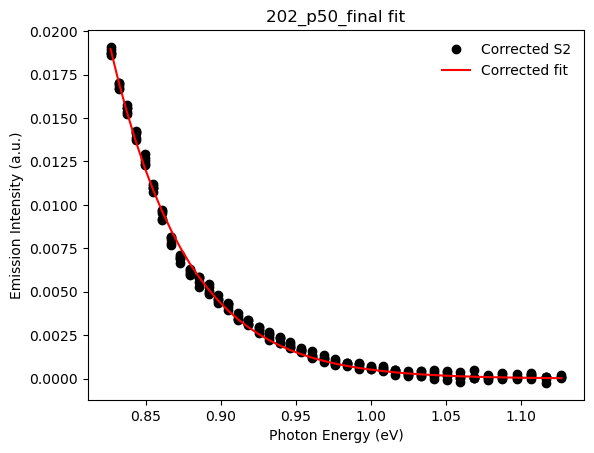 202_p50_final fit
Corrected S2
Corrected fit
0.0200
0.0175
0.0150
0.0125
0.0100
0.0075
0.0050
0.0025
0.0000
Emission Intensity (a.u.)
0.85 0.90 0.95 1.00 1.05 1.10
Photon Energy (eV)